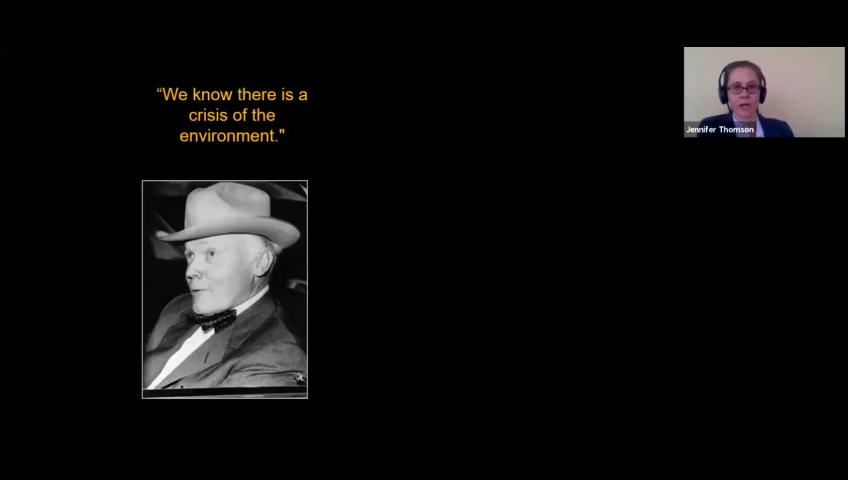 “We know there is a
crisis of the
environment."
Jennifer Thomson